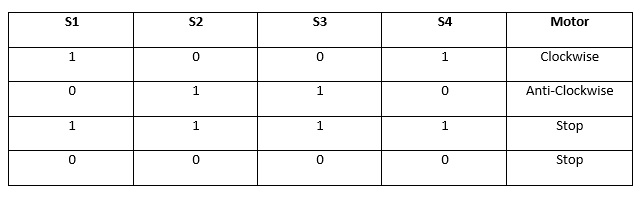 S1 S2 S3 S4 Motor
1 0 0 1 Clockwise
0 1 1 0 Anti-Clockwise
1 1 1 1 Stop
0 0 0 0 Stop